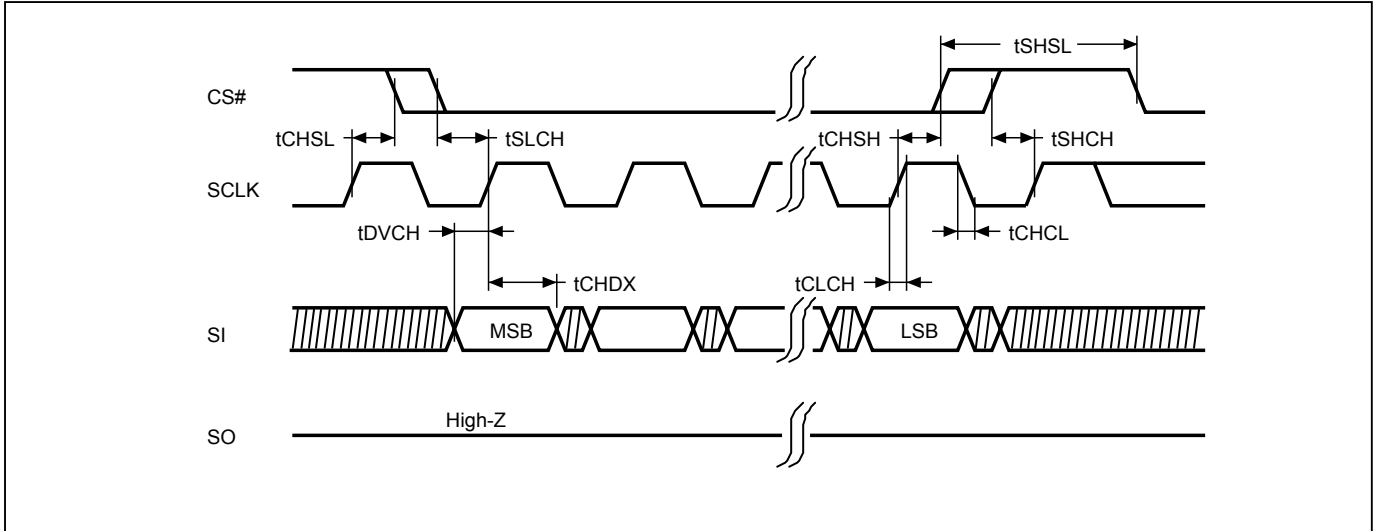 tSHSL
CS#
tCHSL
tSLCH
tCHSH
tSHCH
SCLK
tDVCH
tCHCL
tCHDX
tCLCH
SI
MSB
LSB
High-Z
SO